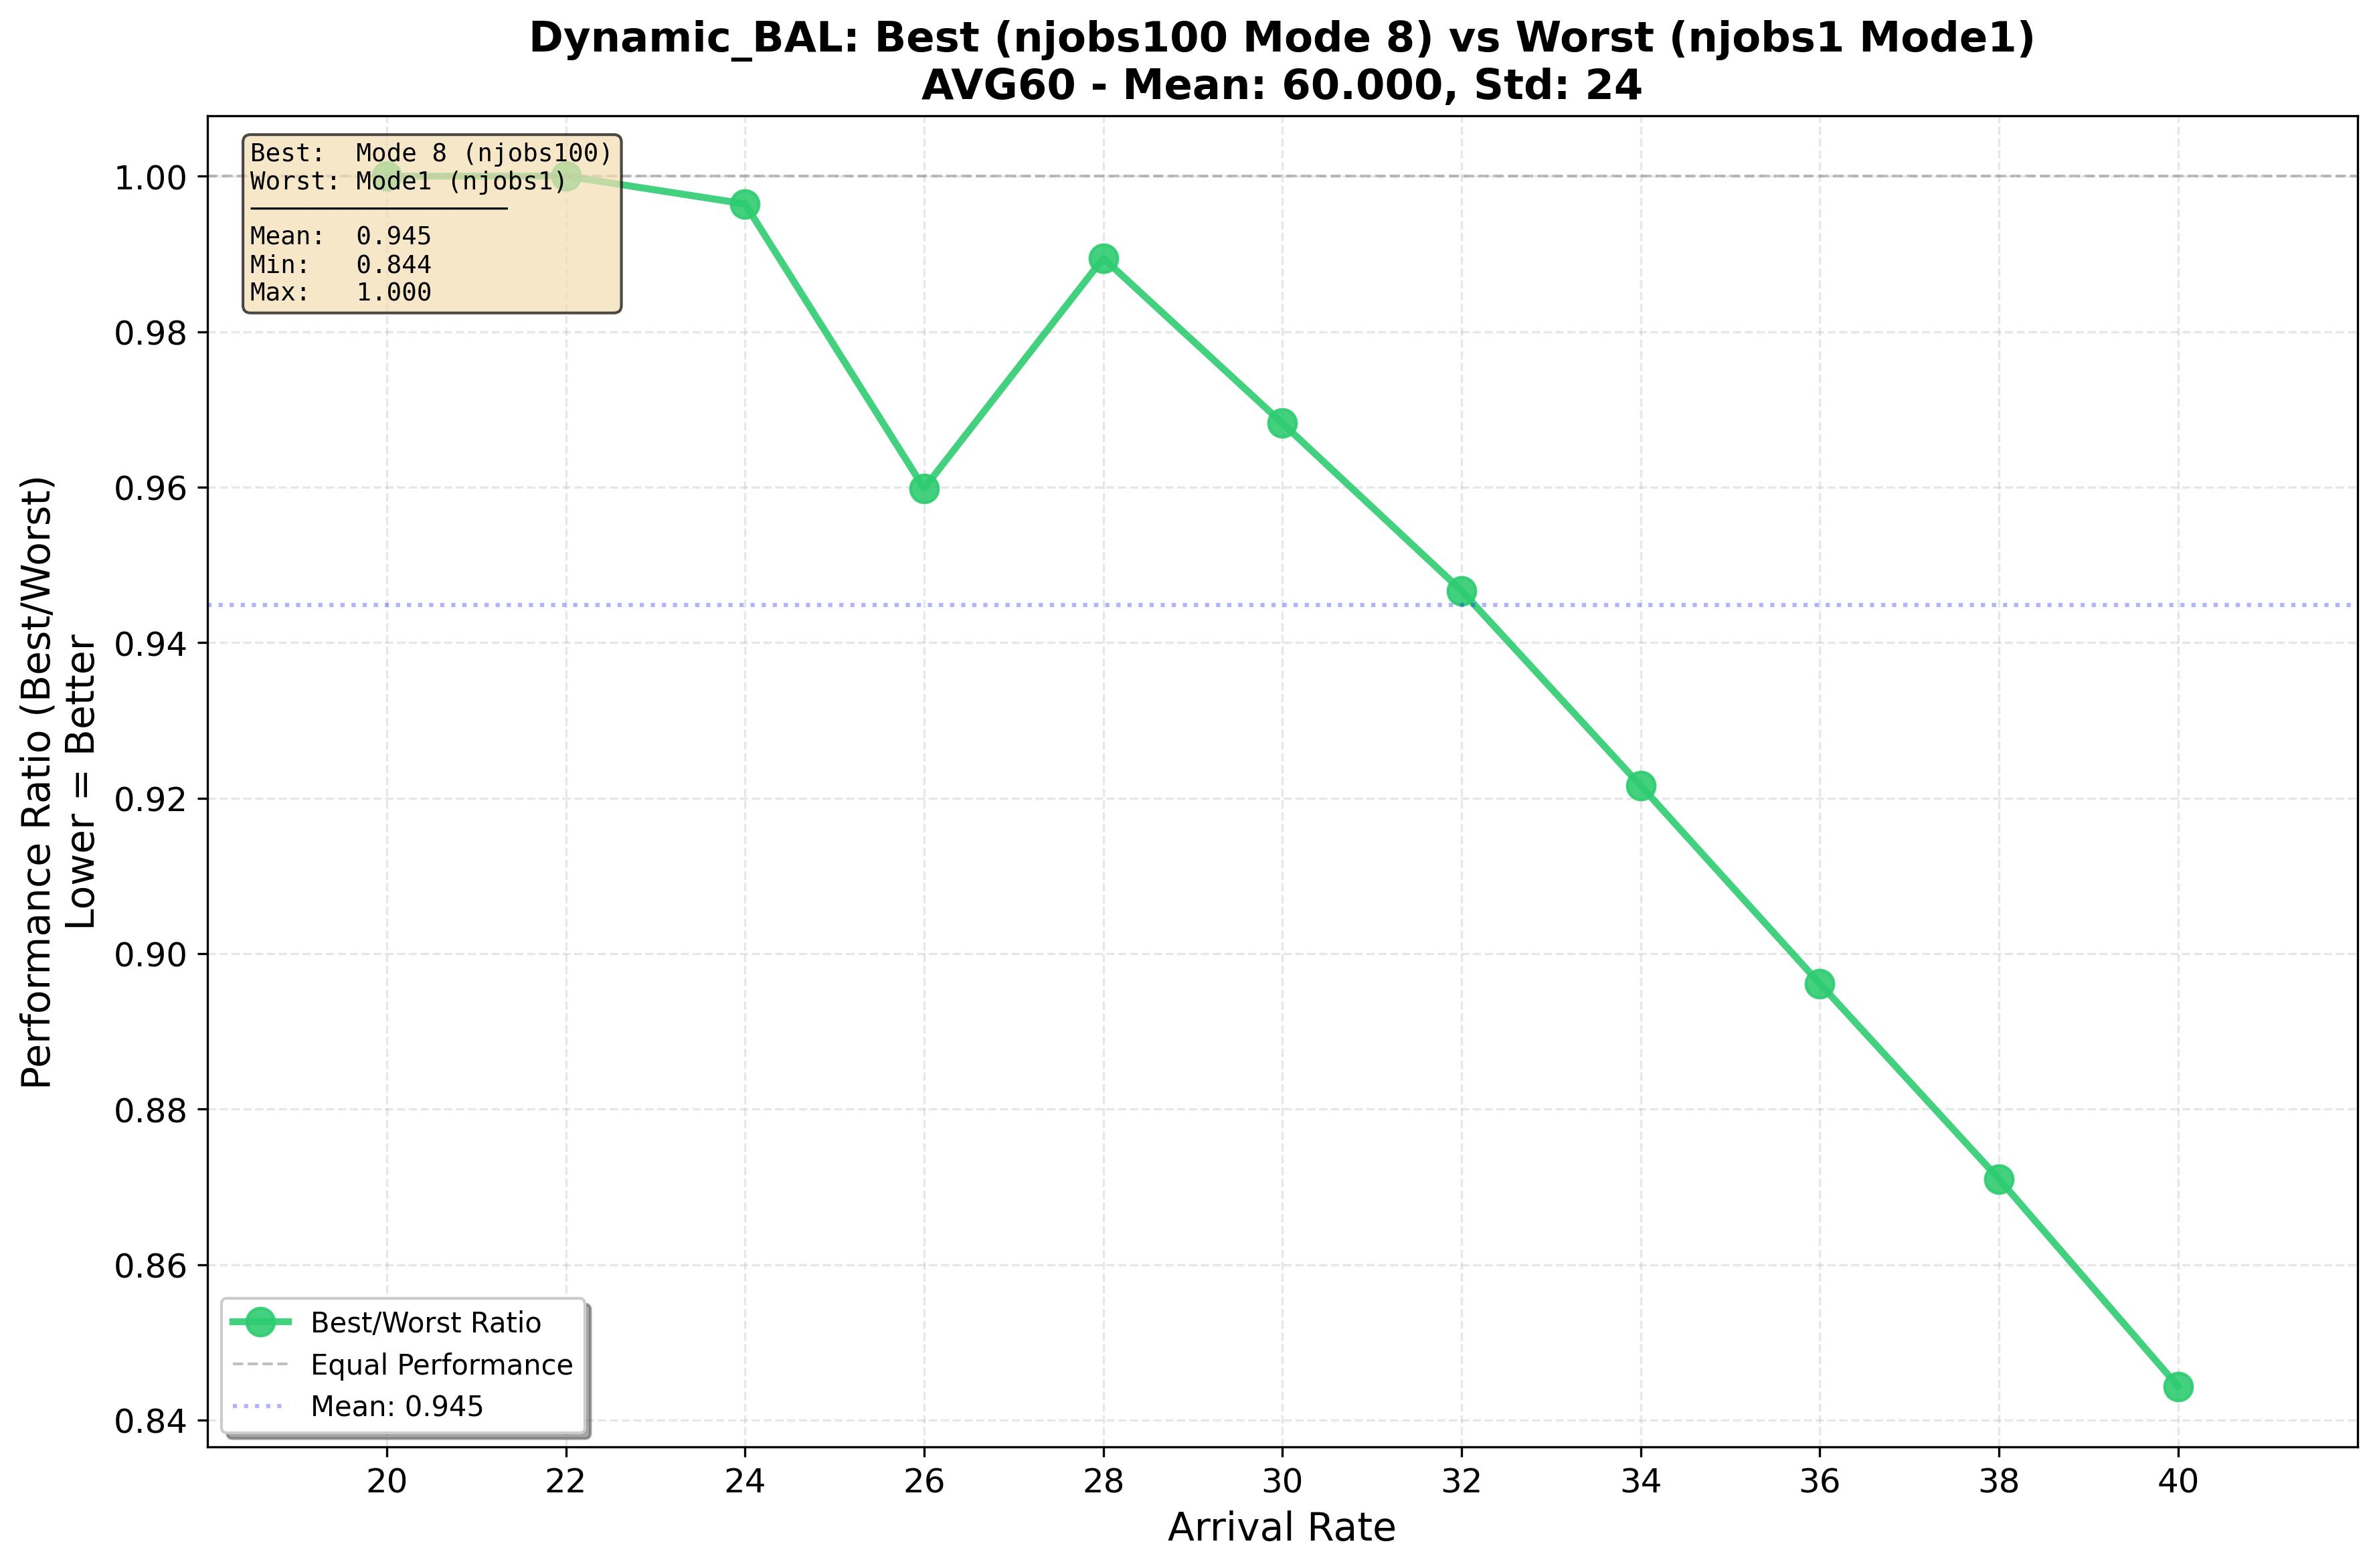 Dynamic_BAL: Best (njobs100 Mode 8) vs Worst (njobs1 Mode1)
AVG60 - Mean: 60.000, Std: 24
Best:  Mode 8 (njobs100)
Worst: Mode1 (njobs1)
Mean:  0.945
Min:   0.844
Max:   1.000
Performance Ratio (Best/Worst)
Lower = Better
1.00
0.98
0.96
0.94
0.92
0.90
0.88
0.86
0.84
Best/Worst Ratio
Equal Performance
Mean: 0.945
20 22 24 26 28 30 32 34 36 38 40
Arrival Rate